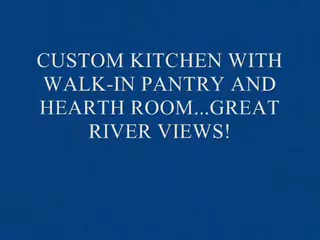 CUSTOM KITCHEN WITH
WALK-IN PANTRY AND
HEARTH ROOM...GREAT
RIVER VIEWS!